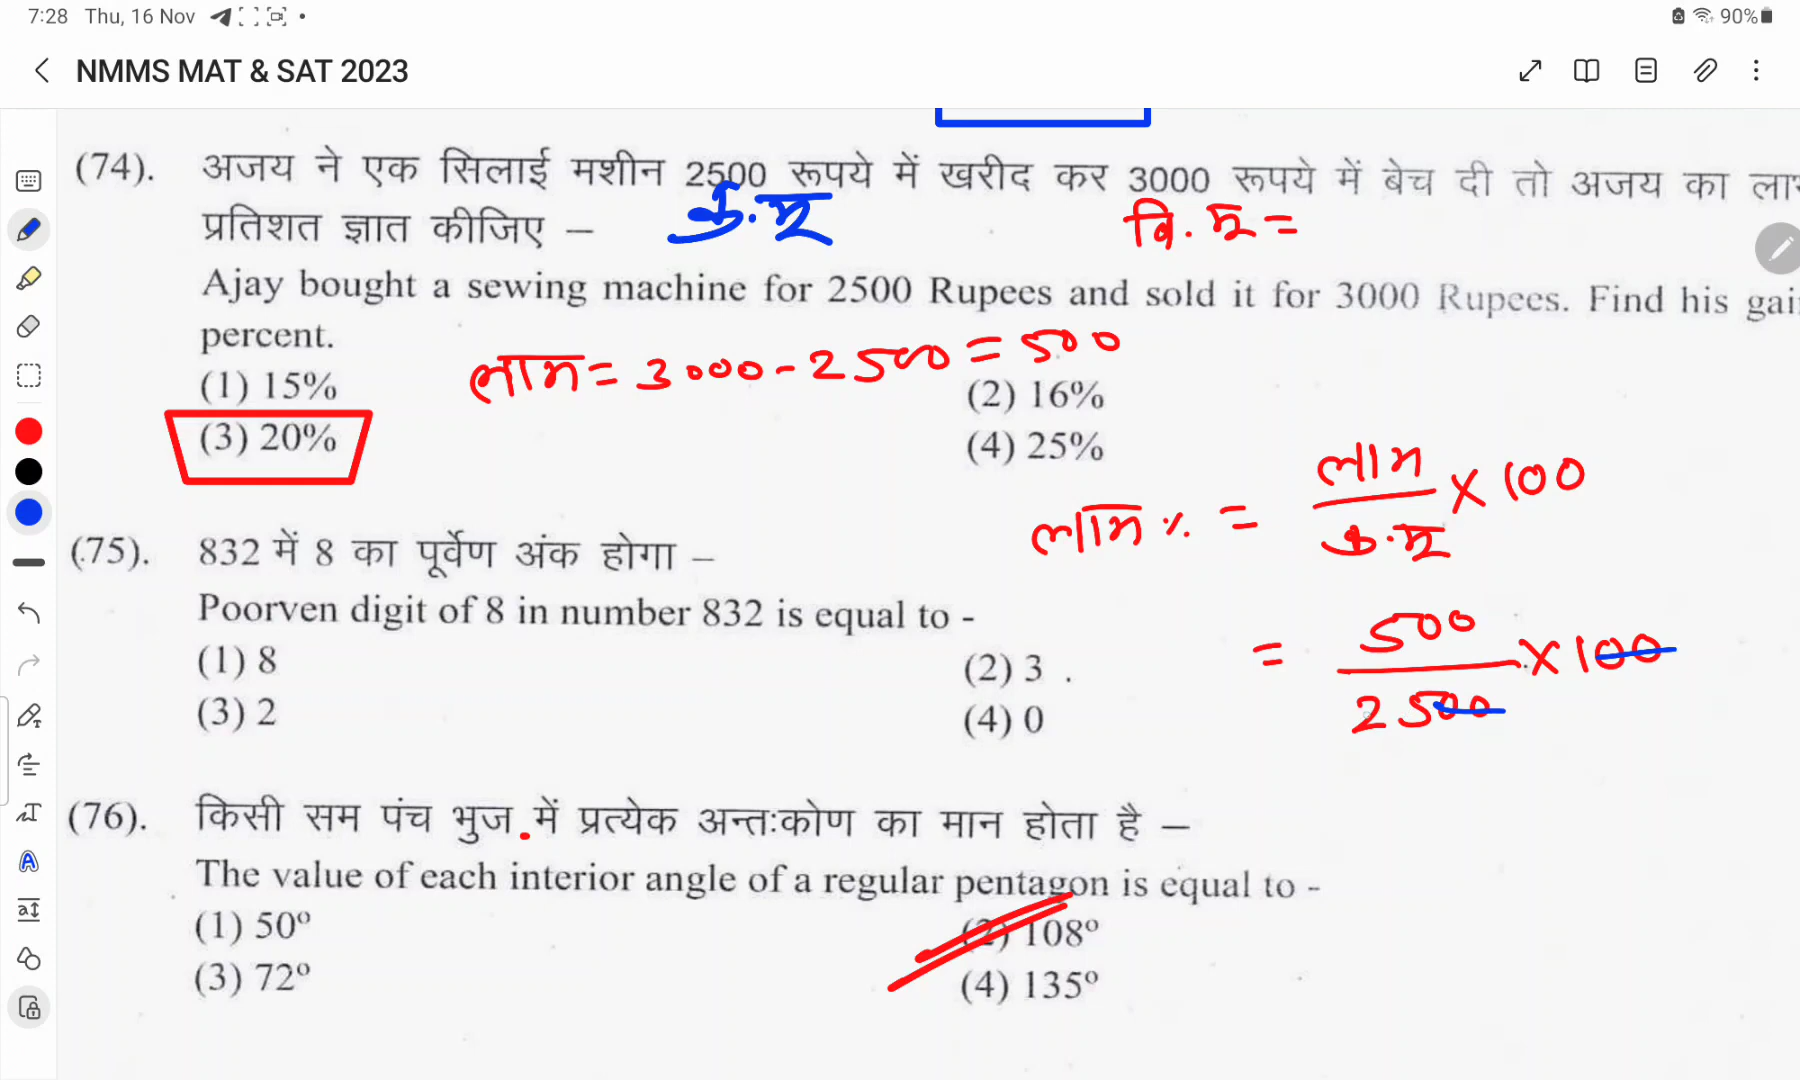 7:28 Thu, 16 Nov
90%
NMMS MAT & SAT 2023
(74). अजय ने एक सिलाई मशीन 2500 रूपये में खरीद कर 3000 रूपये में बेच दी तो अजय का
प्रतिशत ज्ञात कीजिए –
क्र.मू
वि.मू =
Ajay bought a sewing machine for 2500 Rupees and sold it for 3000 Rupees. Find his gai
percent.
लाभ = 3000 - 2500 = 500
(1) 15%
(2) 16%
(3) 20%
(4) 25%
लाभ % = लाभ / क्र.मू × 100
= 500 / 2500 × 100
(75). 832 में 8 का पूर्वेण अंक होगा –
Poorven digit of 8 in number 832 is equal to -
(1) 8
(2) 3 .
(3) 2
(4) 0
(76). किसी सम पंच भुज में प्रत्येक अन्तःकोण का मान होता है –
The value of each interior angle of a regular pentagon is equal to -
(1) 50º
(2) 108º
(3) 72º
(4) 135º